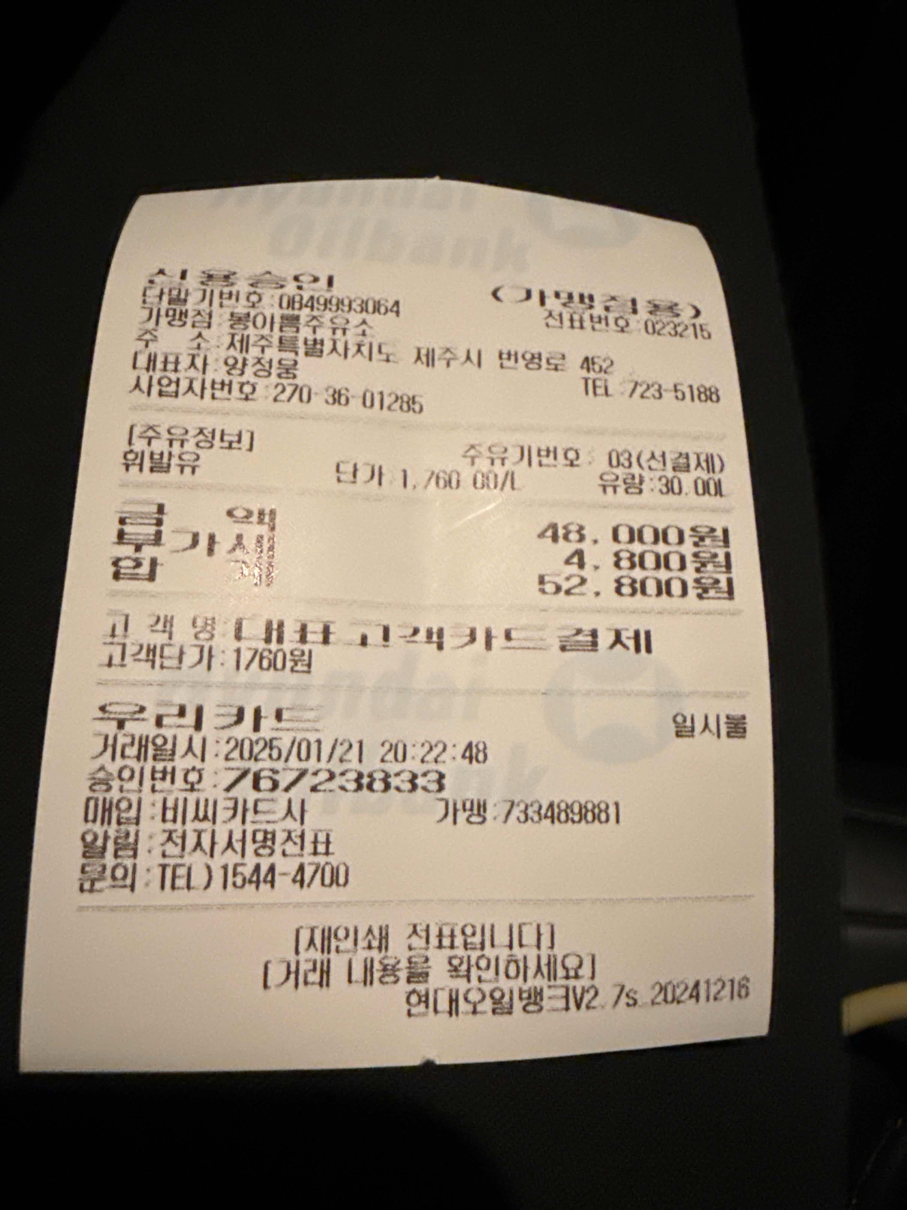 Hyundai
Oilbank
신용승인 (가맹점용)
단말기번호:0B49993064 전표번호:023215
가맹점:봉아름주유소
주 소:제주특별자치도 제주시 번영로 452
대표자:양정웅 TEL:723-5188
사업자번호:270-36-01285
[주유정보] 주유기번호: 03(선결제)
휘발유 단가:1,760.00/L 유량:30.00L
금 액 48,000원
부가세 4,800원
합 계 52,800원
고 객 명:대표고객카드결제
고객단가:1760원
Hyundai
우리카드 일시불
거래일시:2025/01/21 20:22:48
승인번호:76723833
Oilbank
매입:비씨카드사 가맹:733489881
알림:전자서명전표
문의:TEL)1544-4700
[재인쇄 전표입니다]
[거래 내용을 확인하세요]
현대오일뱅크V2.7s_20241216